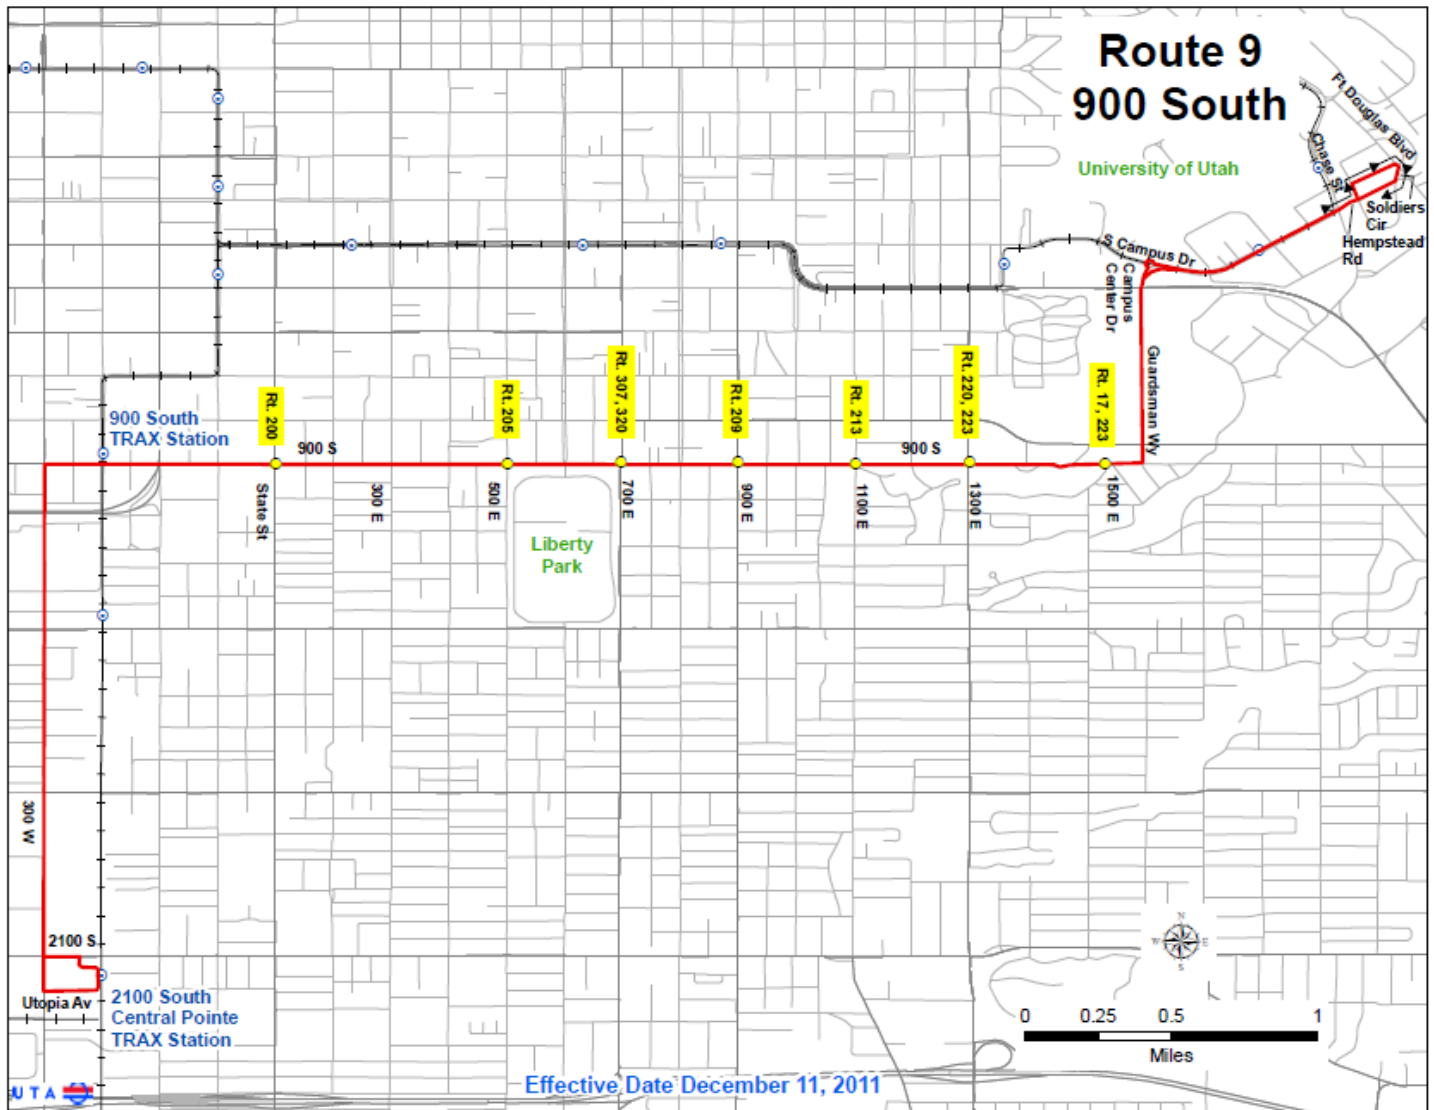 Route 9
900 South
Ft Douglas Blvd
Chase St
University of Utah
Soldiers
Cir
Hempstead
Rd
S Campus Dr
Campus
Center Dr
Guardsman Wy
Rt. 200
Rt. 205
Rt. 307, 320
Rt. 209
Rt. 213
Rt. 220, 223
Rt. 17, 223
900 South
TRAX Station
900 S
900 S
State St
300 E
500 E
700 E
900 E
1100 E
1300 E
1500 E
Liberty
Park
300 W
2100 S
Utopia Av
2100 South
Central Pointe
TRAX Station
N
W E
S
0 0.25 0.5 1
Miles
UTA
Effective Date December 11, 2011